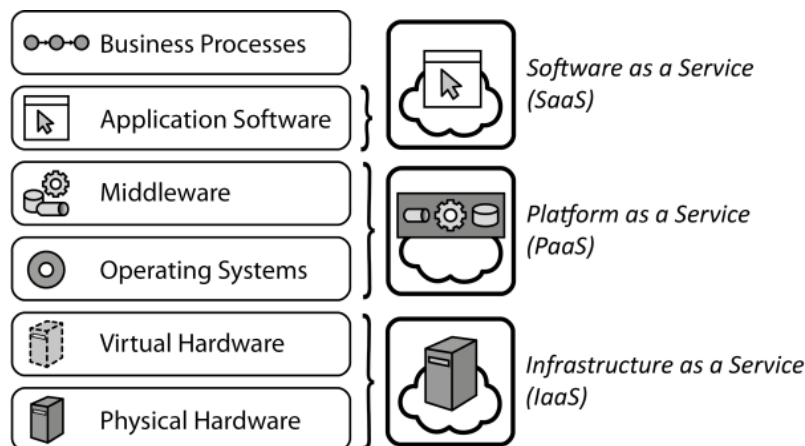 Business Processes
Application Software
Middleware
Operating Systems
Virtual Hardware
Physical Hardware
Software as a Service
(SaaS)
Platform as a Service
(PaaS)
Infrastructure as a Service
(IaaS)